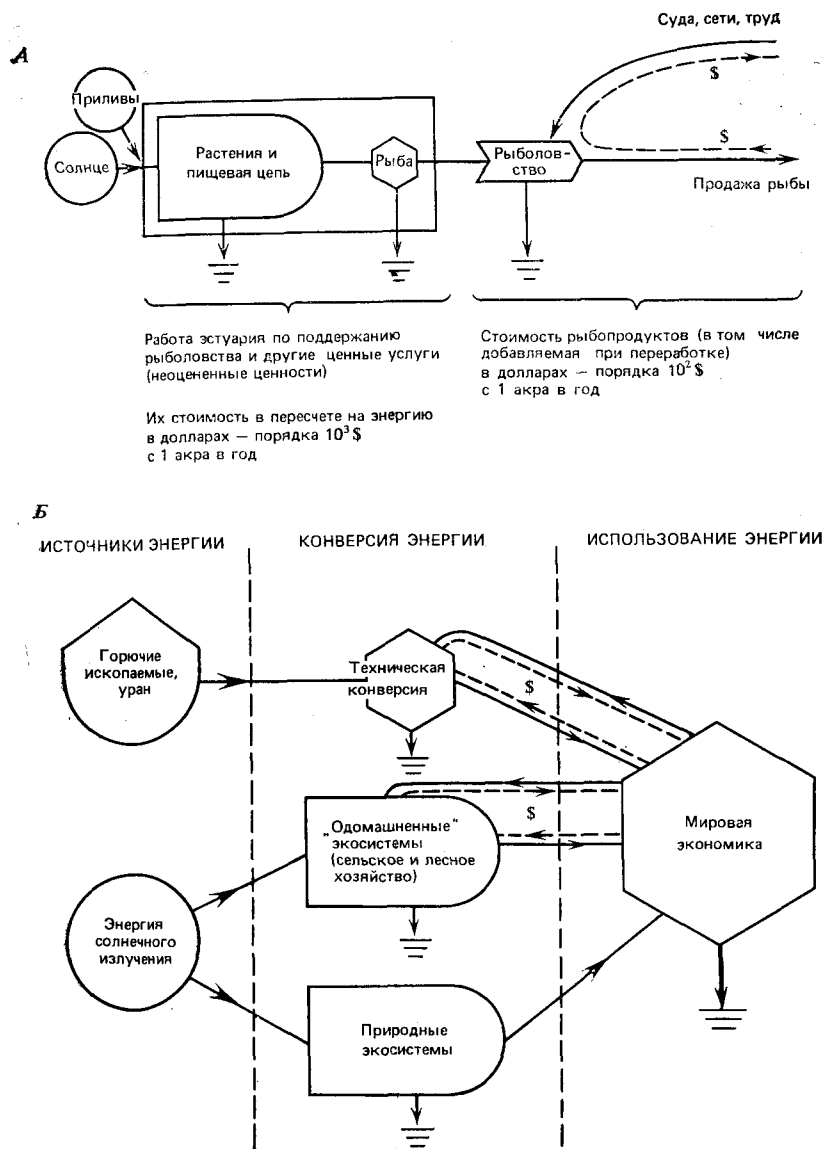 А
Суда, сети, труд
$
$
Приливы
Солнце
Растения и
пищевая цепь
Рыба
Рыболов-
ство
Продажа рыбы
Работа эстуария по поддержанию
рыболовства и другие ценные услуги
(неоцененные ценности)
Их стоимость в пересчете на энергию
в долларах — порядка 10³ $
с 1 акра в год
Стоимость рыбопродуктов (в том числе
добавляемая при переработке)
в долларах — порядка 10² $
с 1 акра в год
Б
ИСТОЧНИКИ ЭНЕРГИИ
КОНВЕРСИЯ ЭНЕРГИИ
ИСПОЛЬЗОВАНИЕ ЭНЕРГИИ
Горючие
ископаемые,
уран
Техническая
конверсия
$
„Одомашненные“
экосистемы
(сельское и лесное
хозяйство)
$
Мировая
экономика
Энергия
солнечного
излучения
Природные
экосистемы